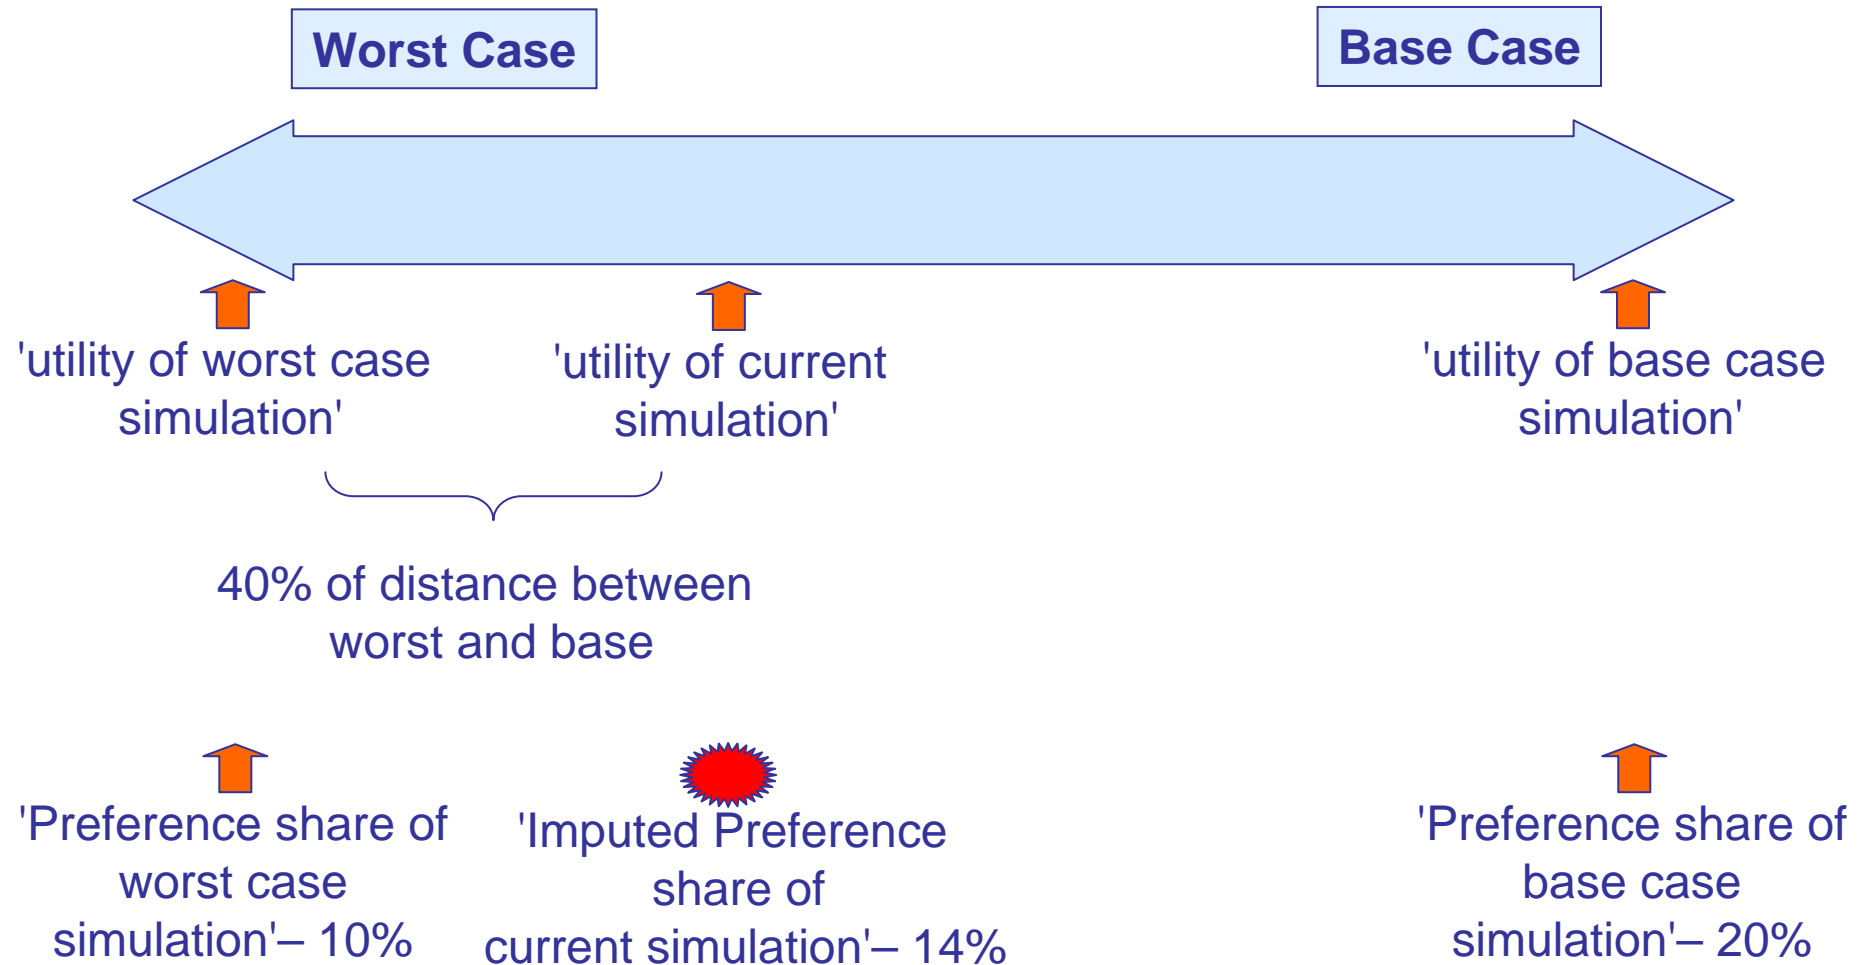 Worst Case
Base Case
'utility of worst case
simulation'
'utility of current
simulation'
'utility of base case
simulation'
40% of distance between
worst and base
'Preference share of
worst case
simulation'– 10%
'Imputed Preference
share of
current simulation'– 14%
'Preference share of
base case
simulation'– 20%